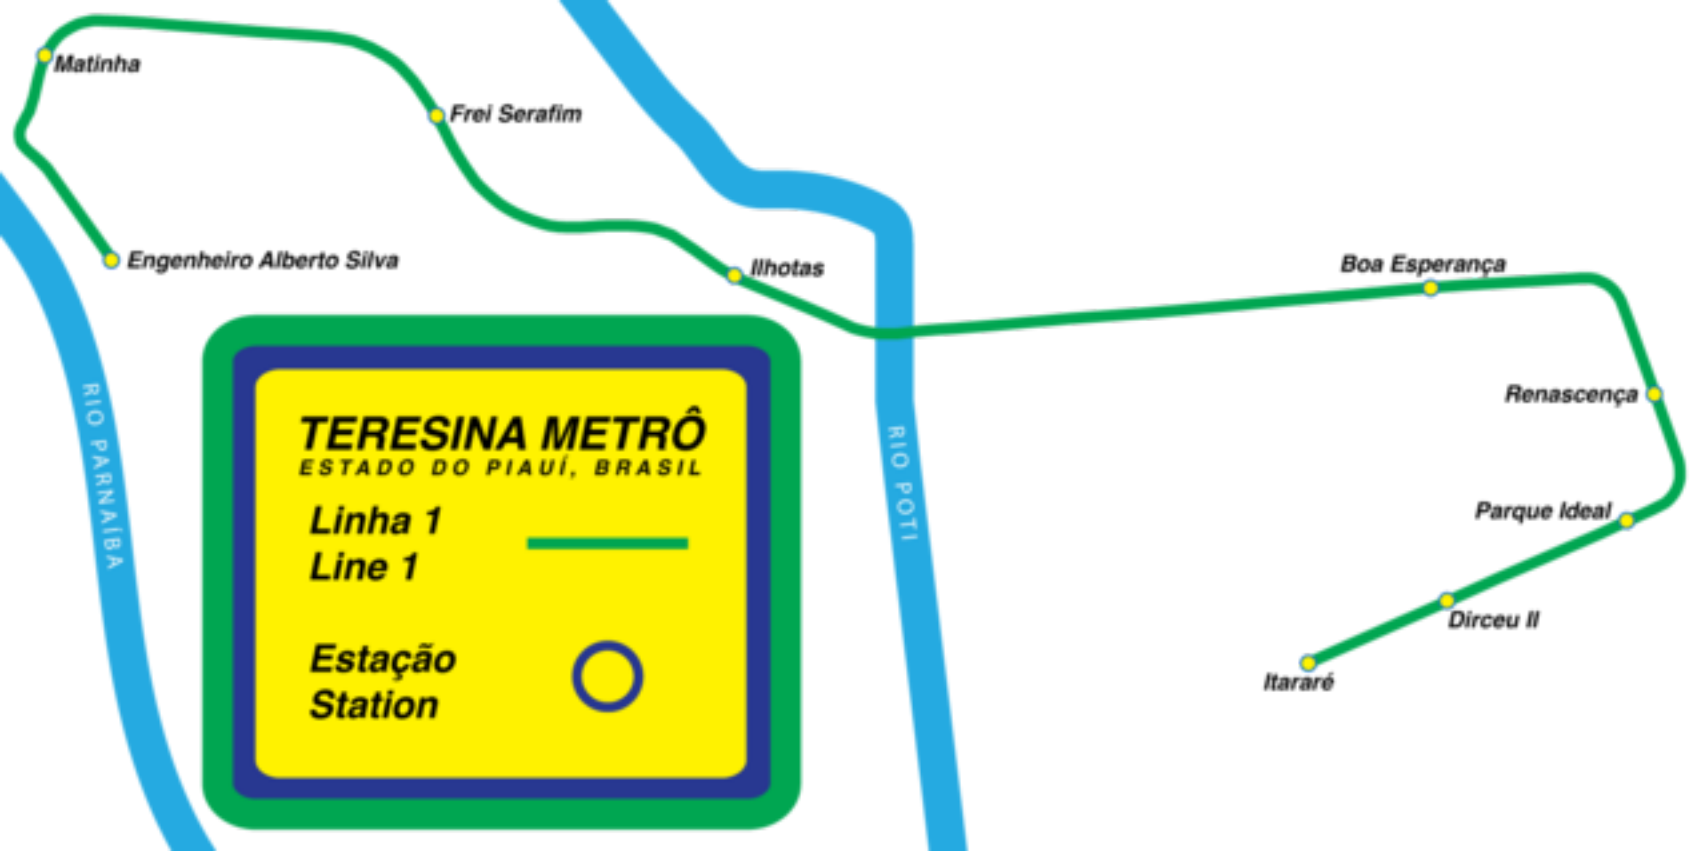 Matinha
Frei Serafim
Engenheiro Alberto Silva
Ilhotas
Boa Esperança
Renascença
Parque Ideal
Dirceu II
Itararé
RIO PARNAÍBA
RIO POTI
TERESINA METRÔ
ESTADO DO PIAUÍ, BRASIL
Linha 1
Line 1
Estação
Station